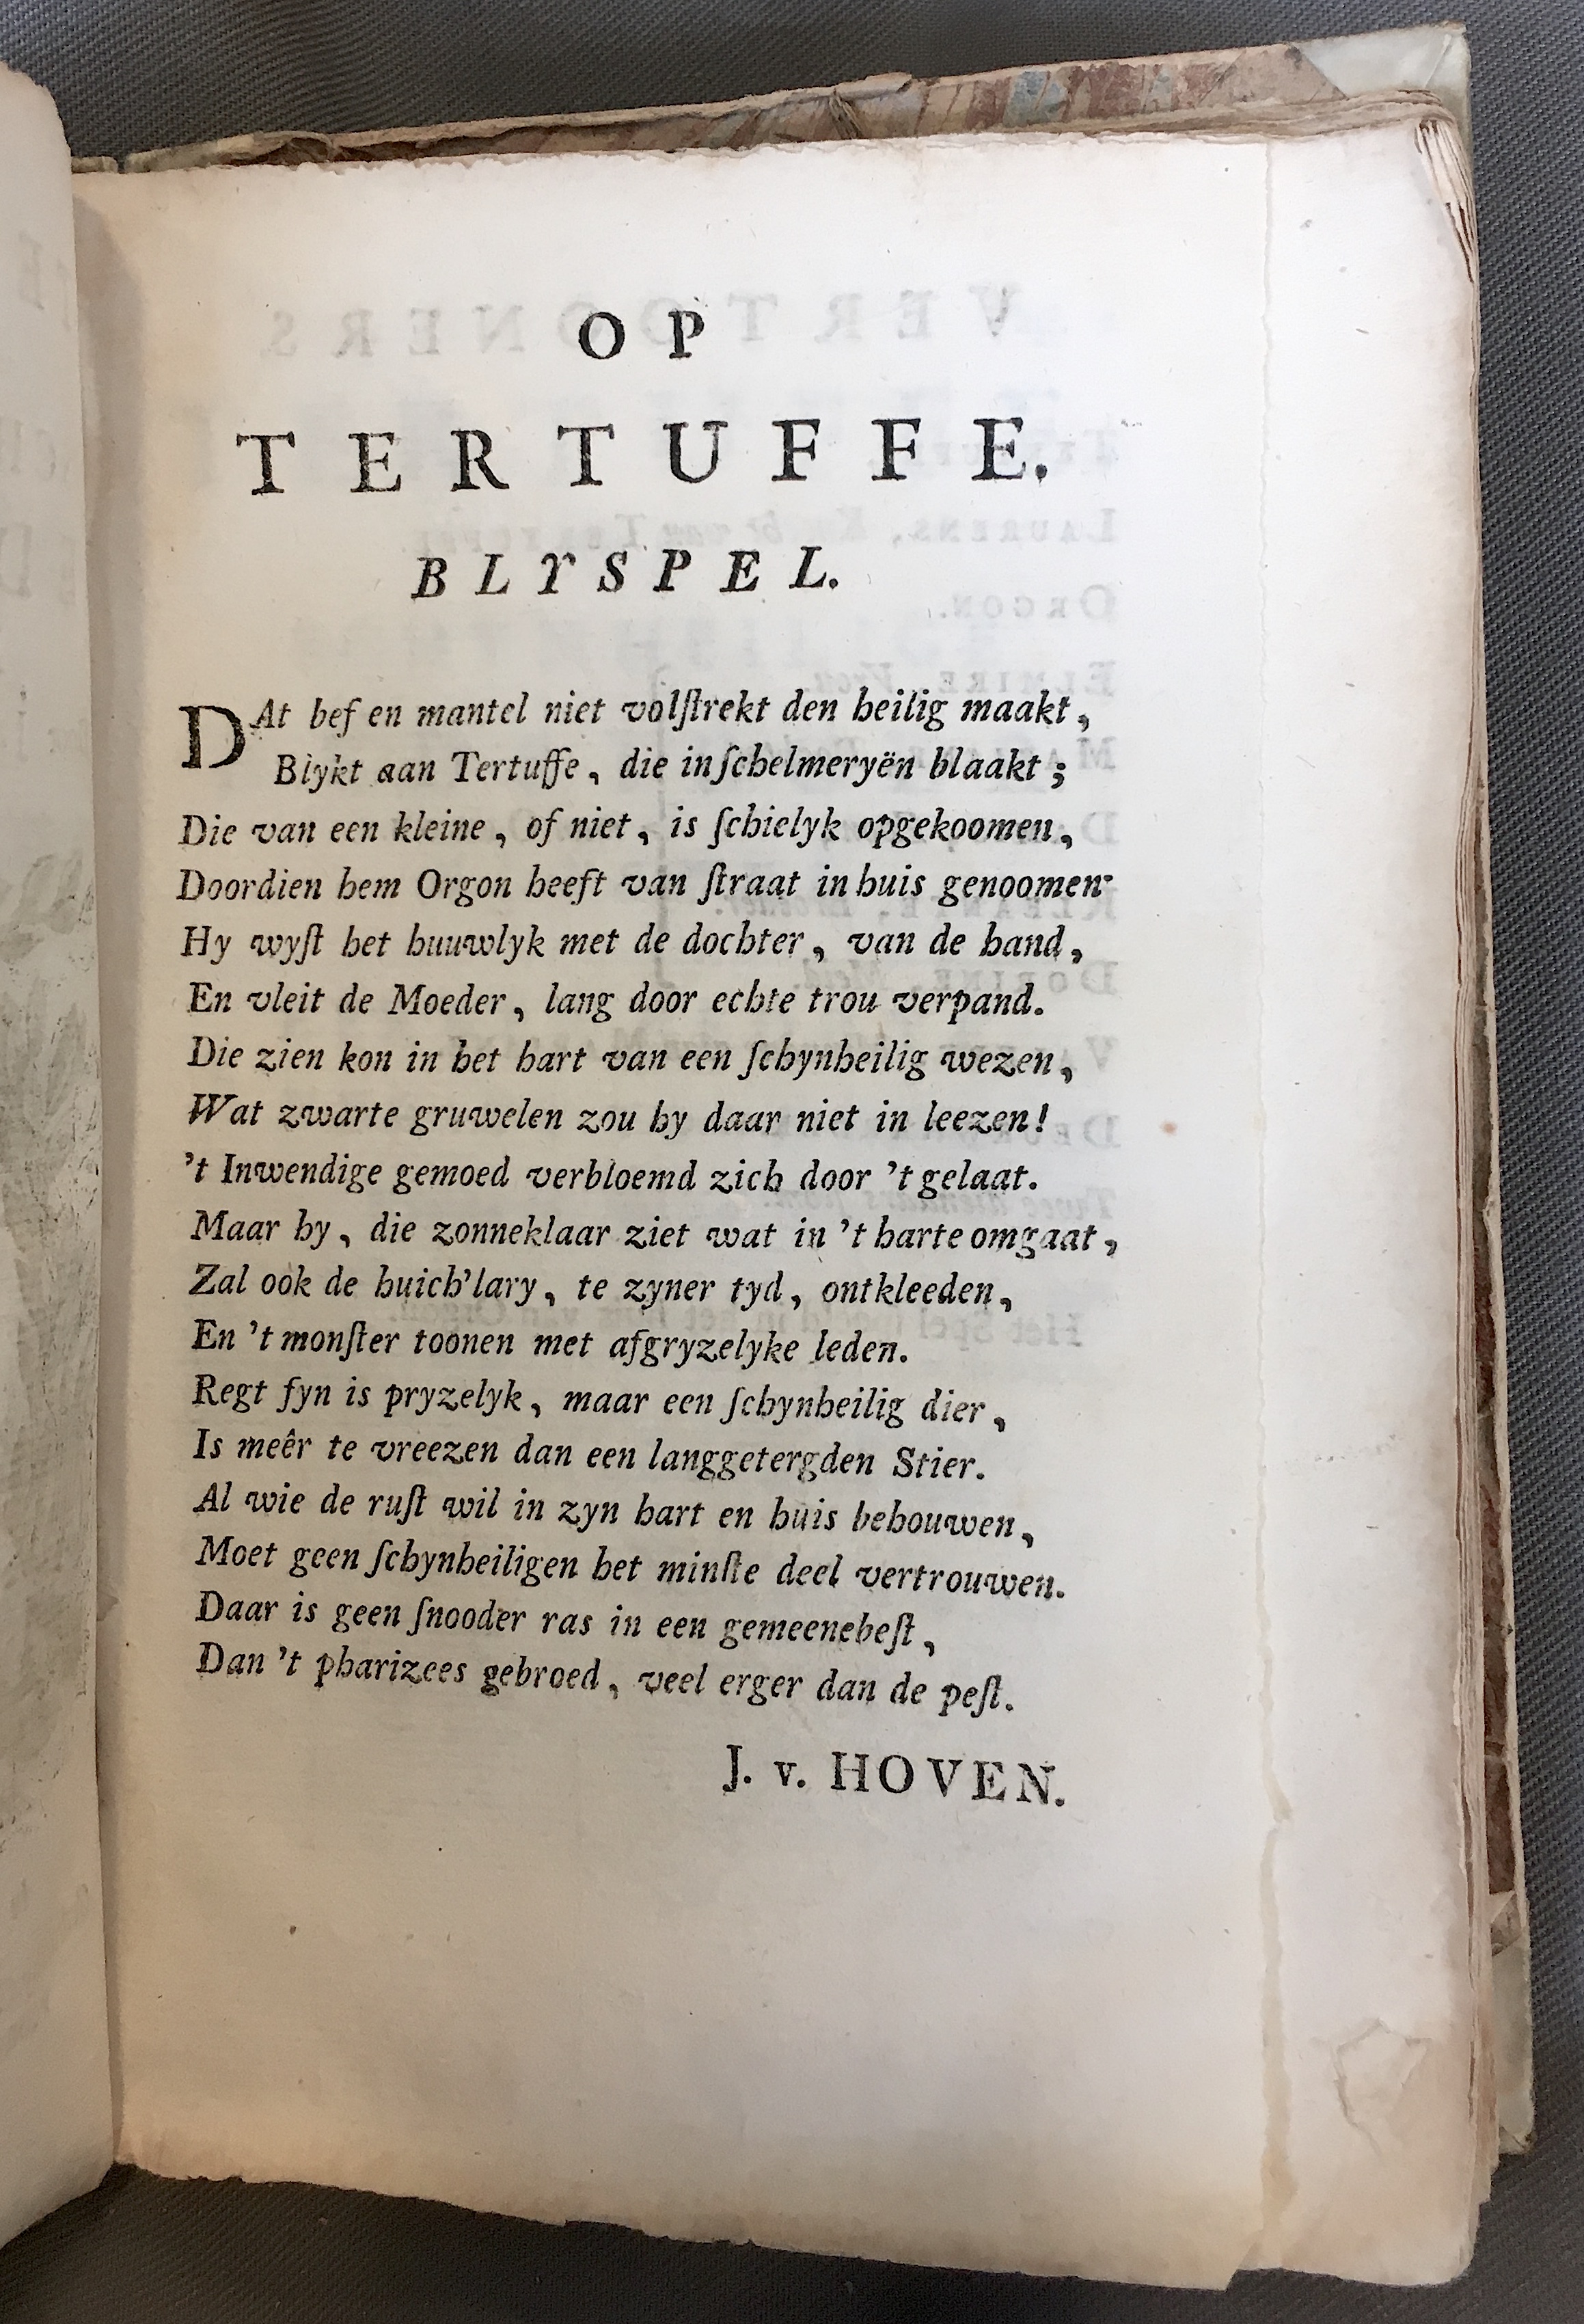 OP
TERTUFFE.
BLYSPEL.
DAt bef en mantel niet volſtrekt den heilig maakt,
Blykt aan Tertuffe, die in ſchelmeryën blaakt;
Die van een kleine, of niet, is ſchielyk opgekoomen,
Doordien hem Orgon heeft van ſtraat in huis genoomen
Hy wyſt het huuwlyk met de dochter, van de hand,
En vleit de Moeder, lang door echte trou verpand.
Die zien kon in het hart van een ſchynheilig wezen,
Wat zwarte gruwelen zou hy daar niet in leezen!
't Inwendige gemoed verbloemd zich door 't gelaat.
Maar hy, die zonneklaar ziet wat in 't harte omgaat,
Zal ook de huich'lary, te zyner tyd, ontkleeden,
En 't monſter toonen met afgryzelyke leden.
Regt fyn is pryzelyk, maar een ſchynheilig dier,
Is meêr te vreezen dan een langgetergden Stier.
Al wie de ruſt wil in zyn hart en huis behouwen,
Moet geen ſchynheiligen het minſte deel vertrouwen.
Daar is geen ſnooder ras in een gemeenebeſt,
Dan 't pharizees gebroed, veel erger dan de peſt.
J. v. HOVEN.